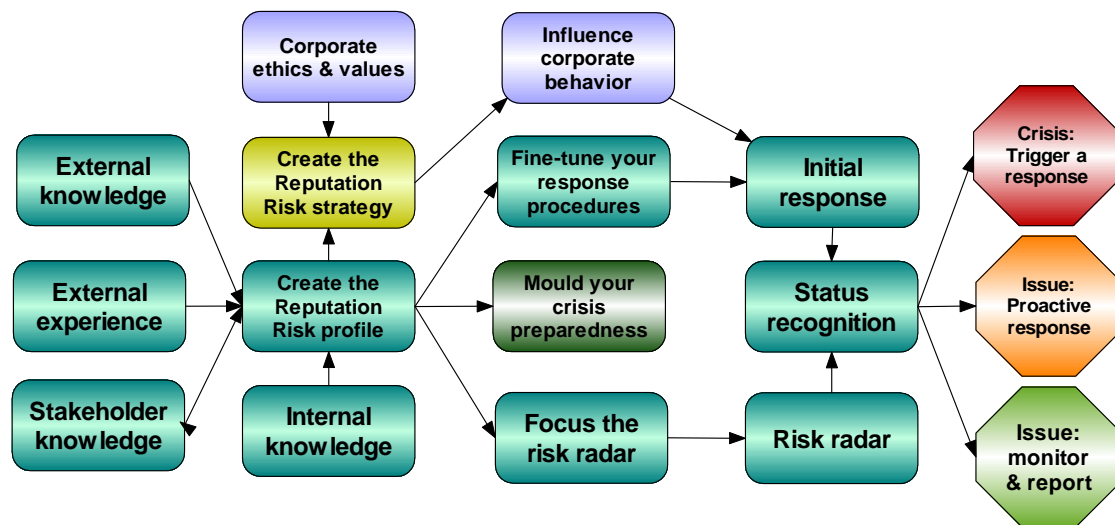 Corporate
ethics & values
Influence
corporate
behavior
External
knowledge
Create the
Reputation
Risk strategy
Fine-tune your
response
procedures
Initial
response
Crisis:
Trigger a
response
External
experience
Create the
Reputation
Risk profile
Mould your
crisis
preparedness
Status
recognition
Issue:
Proactive
response
Stakeholder
knowledge
Internal
knowledge
Focus the
risk radar
Risk radar
Issue:
monitor
& report